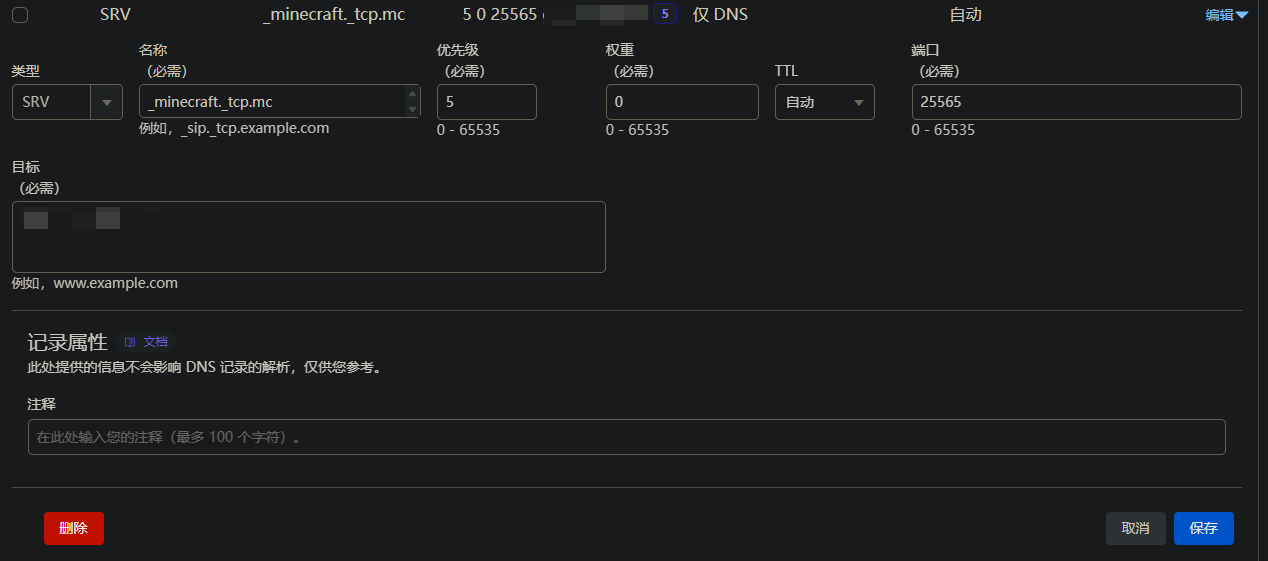 SRV _minecraft._tcp.mc 5 0 25565 5 仅 DNS 自动 编辑
类型
名称
（必需）
优先级
（必需）
权重
（必需）
TTL
端口
（必需）
SRV _minecraft._tcp.mc 5 0 自动 25565
例如，_sip._tcp.example.com 0 - 65535 0 - 65535 0 - 65535
目标
（必需）
例如，www.example.com
记录属性 文档
此处提供的信息不会影响 DNS 记录的解析，仅供您参考。
注释
在此处输入您的注释（最多 100 个字符）。
删除 取消 保存